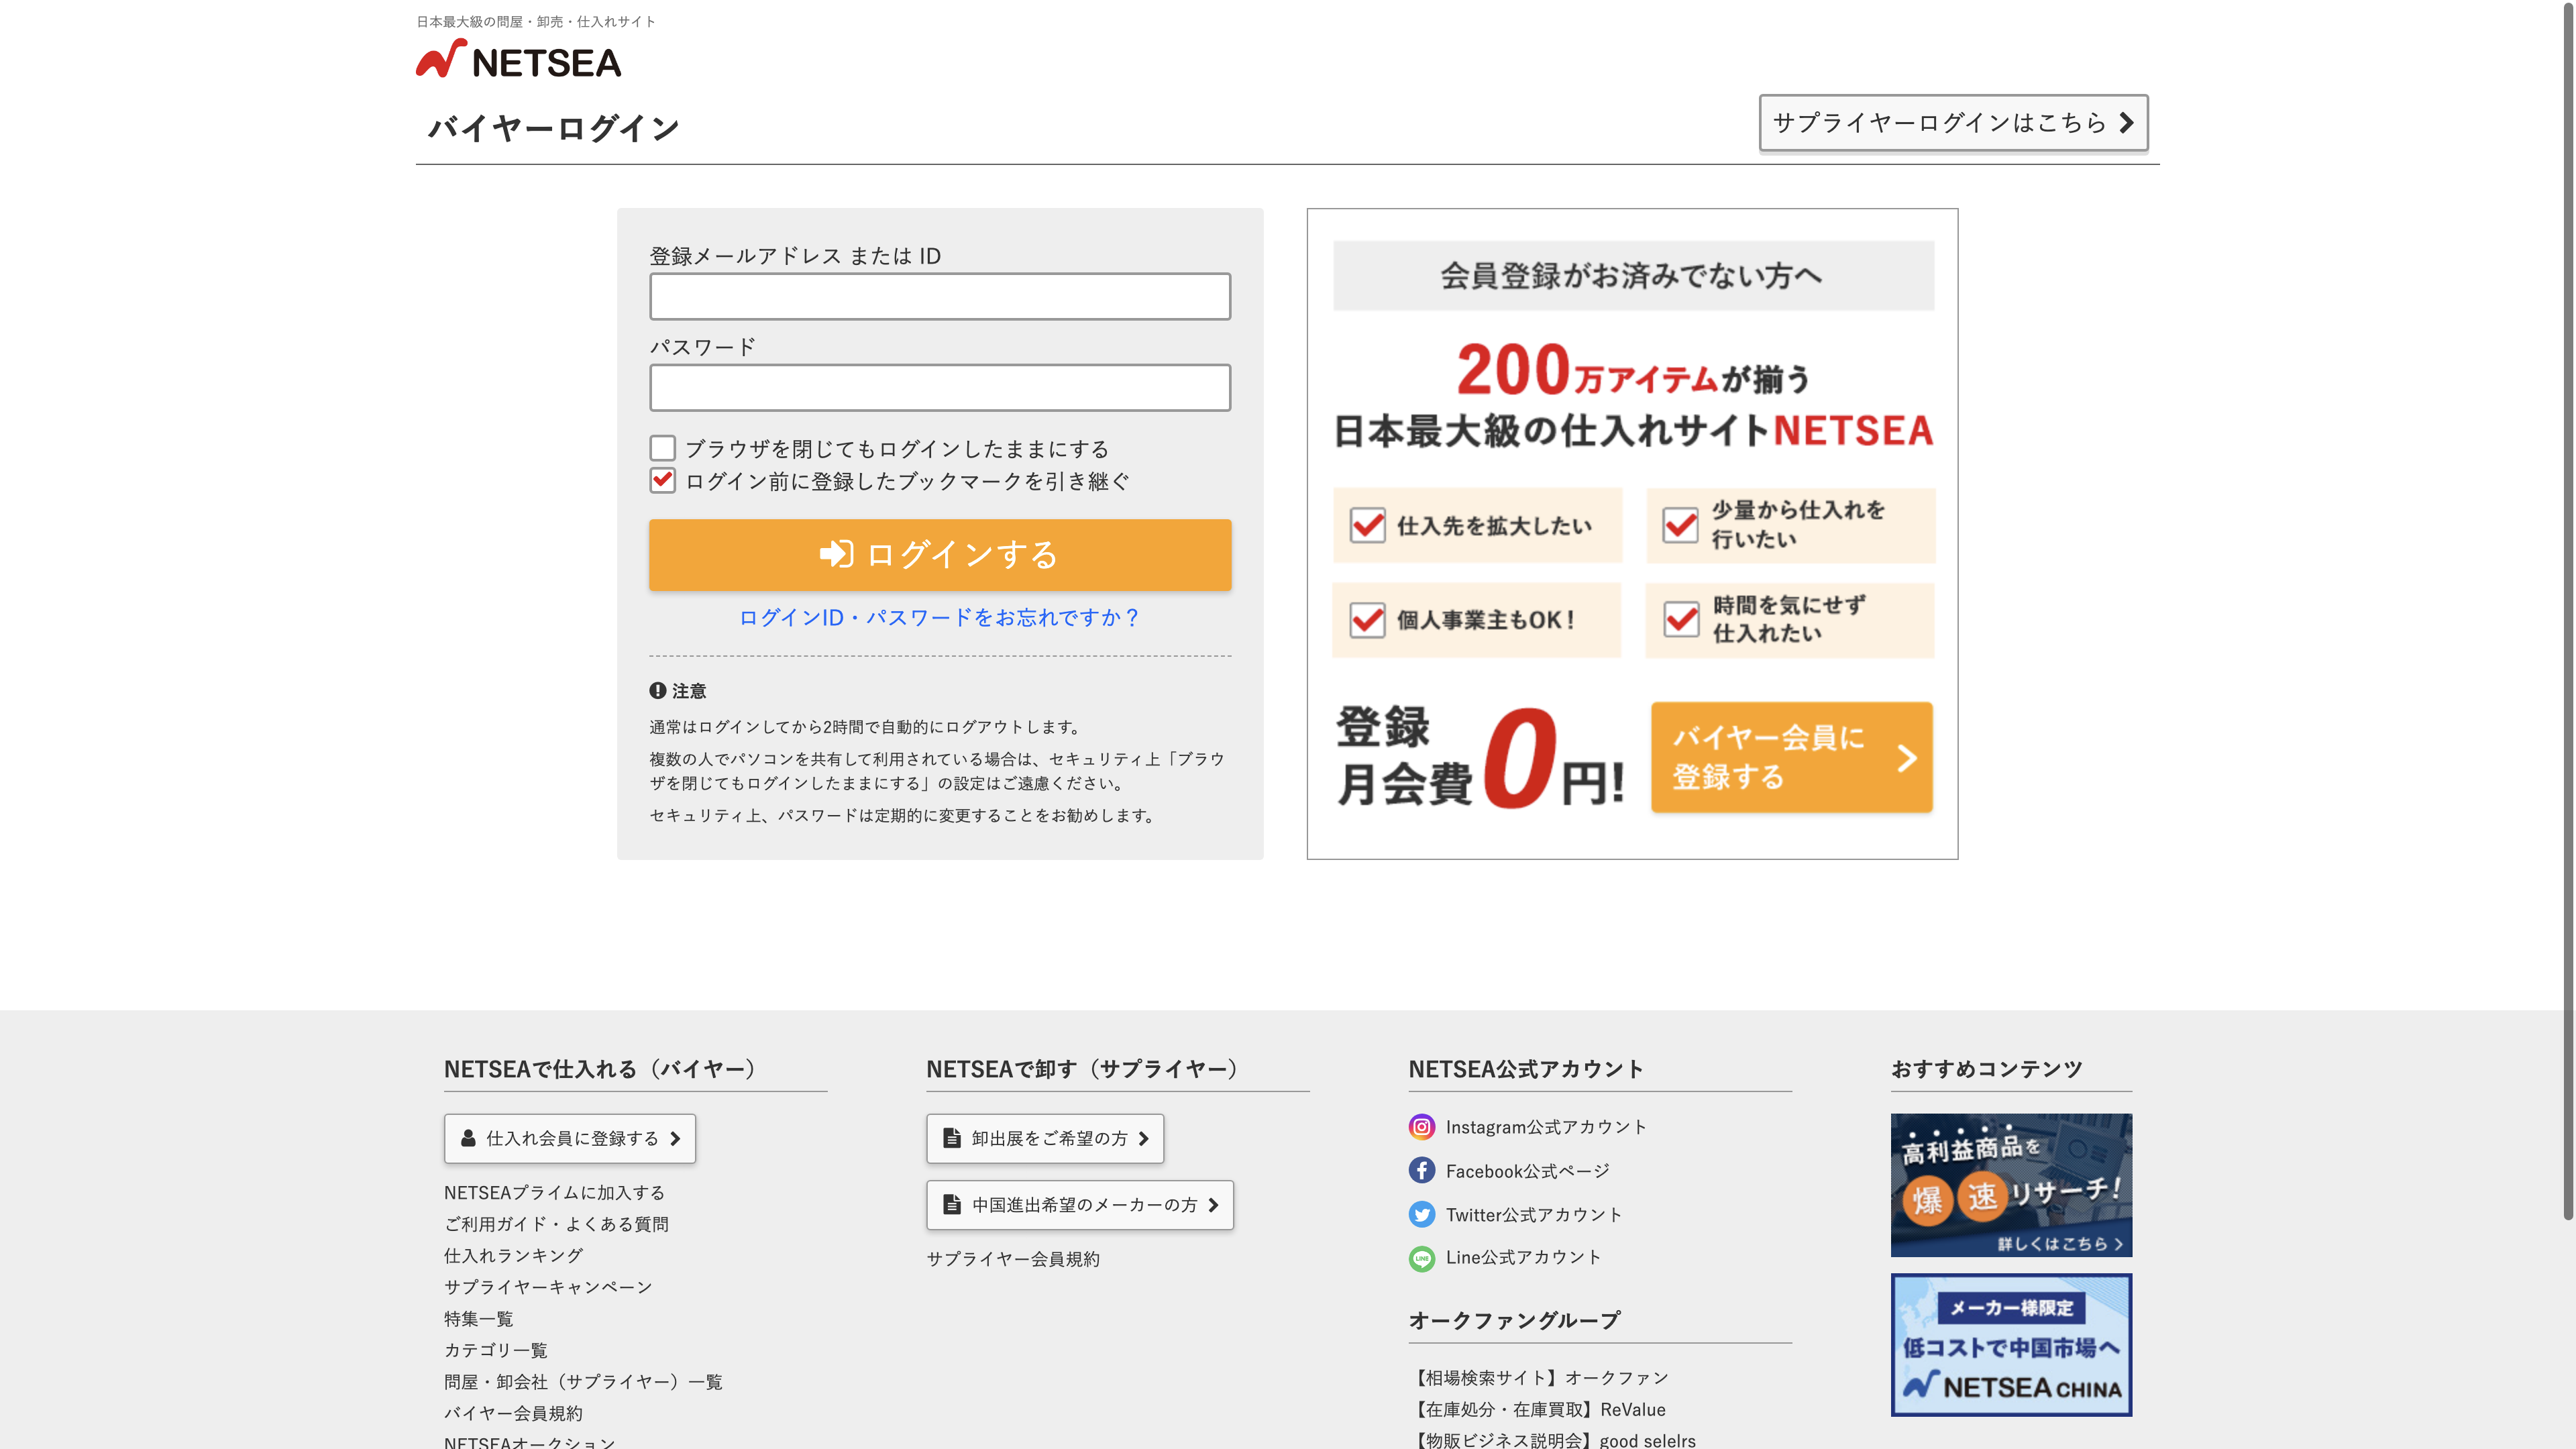 日本最大級の問屋・卸売・仕入れサイト
NETSEA
バイヤーログイン
サプライヤーログインはこちら
登録メールアドレス または ID
パスワード
ブラウザを閉じてもログインしたままにする
ログイン前に登録したブックマークを引き継ぐ
ログインする
ログインID・パスワードをお忘れですか？
注意
通常はログインしてから2時間で自動的にログアウトします。
複数の人でパソコンを共有して利用されている場合は、セキュリティ上「ブラウ
ザを閉じてもログインしたままにする」の設定はご遠慮ください。
セキュリティ上、パスワードは定期的に変更することをお勧めします。
会員登録がお済みでない方へ
200万アイテムが揃う
日本最大級の仕入れサイトNETSEA
仕入先を拡大したい
少量から仕入れを
行いたい
個人事業主もOK！
時間を気にせず
仕入れたい
登録
月会費0円!
バイヤー会員に
登録する
NETSEAで仕入れる（バイヤー）
仕入れ会員に登録する
NETSEAプライムに加入する
ご利用ガイド・よくある質問
仕入れランキング
サプライヤーキャンペーン
特集一覧
カテゴリ一覧
問屋・卸会社（サプライヤー）一覧
バイヤー会員規約
NETSEAオークション
NETSEAで卸す（サプライヤー）
卸出展をご希望の方
中国進出希望のメーカーの方
サプライヤー会員規約
NETSEA公式アカウント
Instagram公式アカウント
Facebook公式ページ
Twitter公式アカウント
LINE
Line公式アカウント
オークファングループ
【相場検索サイト】オークファン
【在庫処分・在庫買取】ReValue
【物販ビジネス説明会】good selelrs
おすすめコンテンツ
高利益商品を
爆速リサーチ！
詳しくはこちら
メーカー様限定
低コストで中国市場へ
NETSEA CHINA